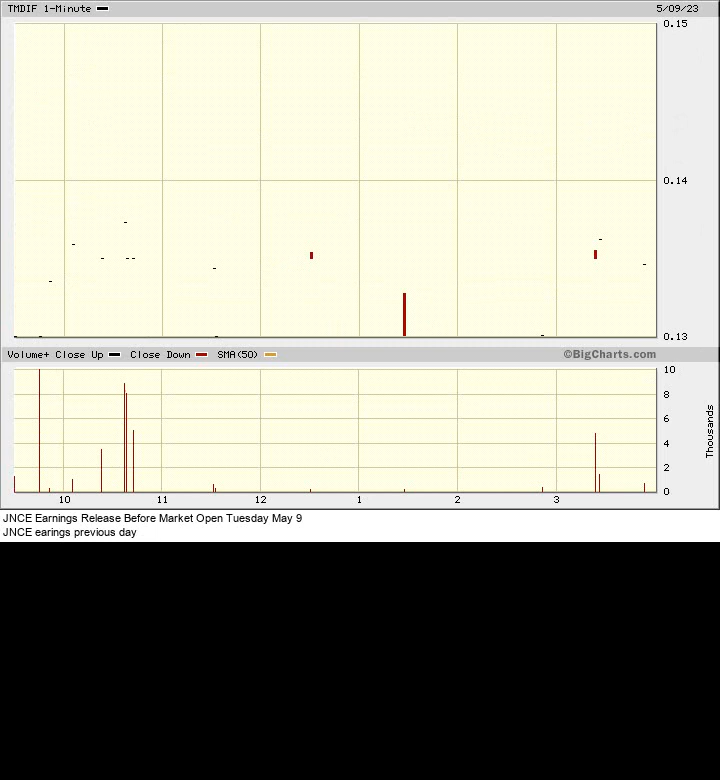 TMDIF 1-Minute 5/09/23
0.15
0.14
0.13
Volume+ Close Up Close Down SMA(50) ©BigCharts.com
10
8
6
4
2
0
Thousands
10 11 12 1 2 3
JNCE Earnings Release Before Market Open Tuesday May 9
JNCE earings previous day